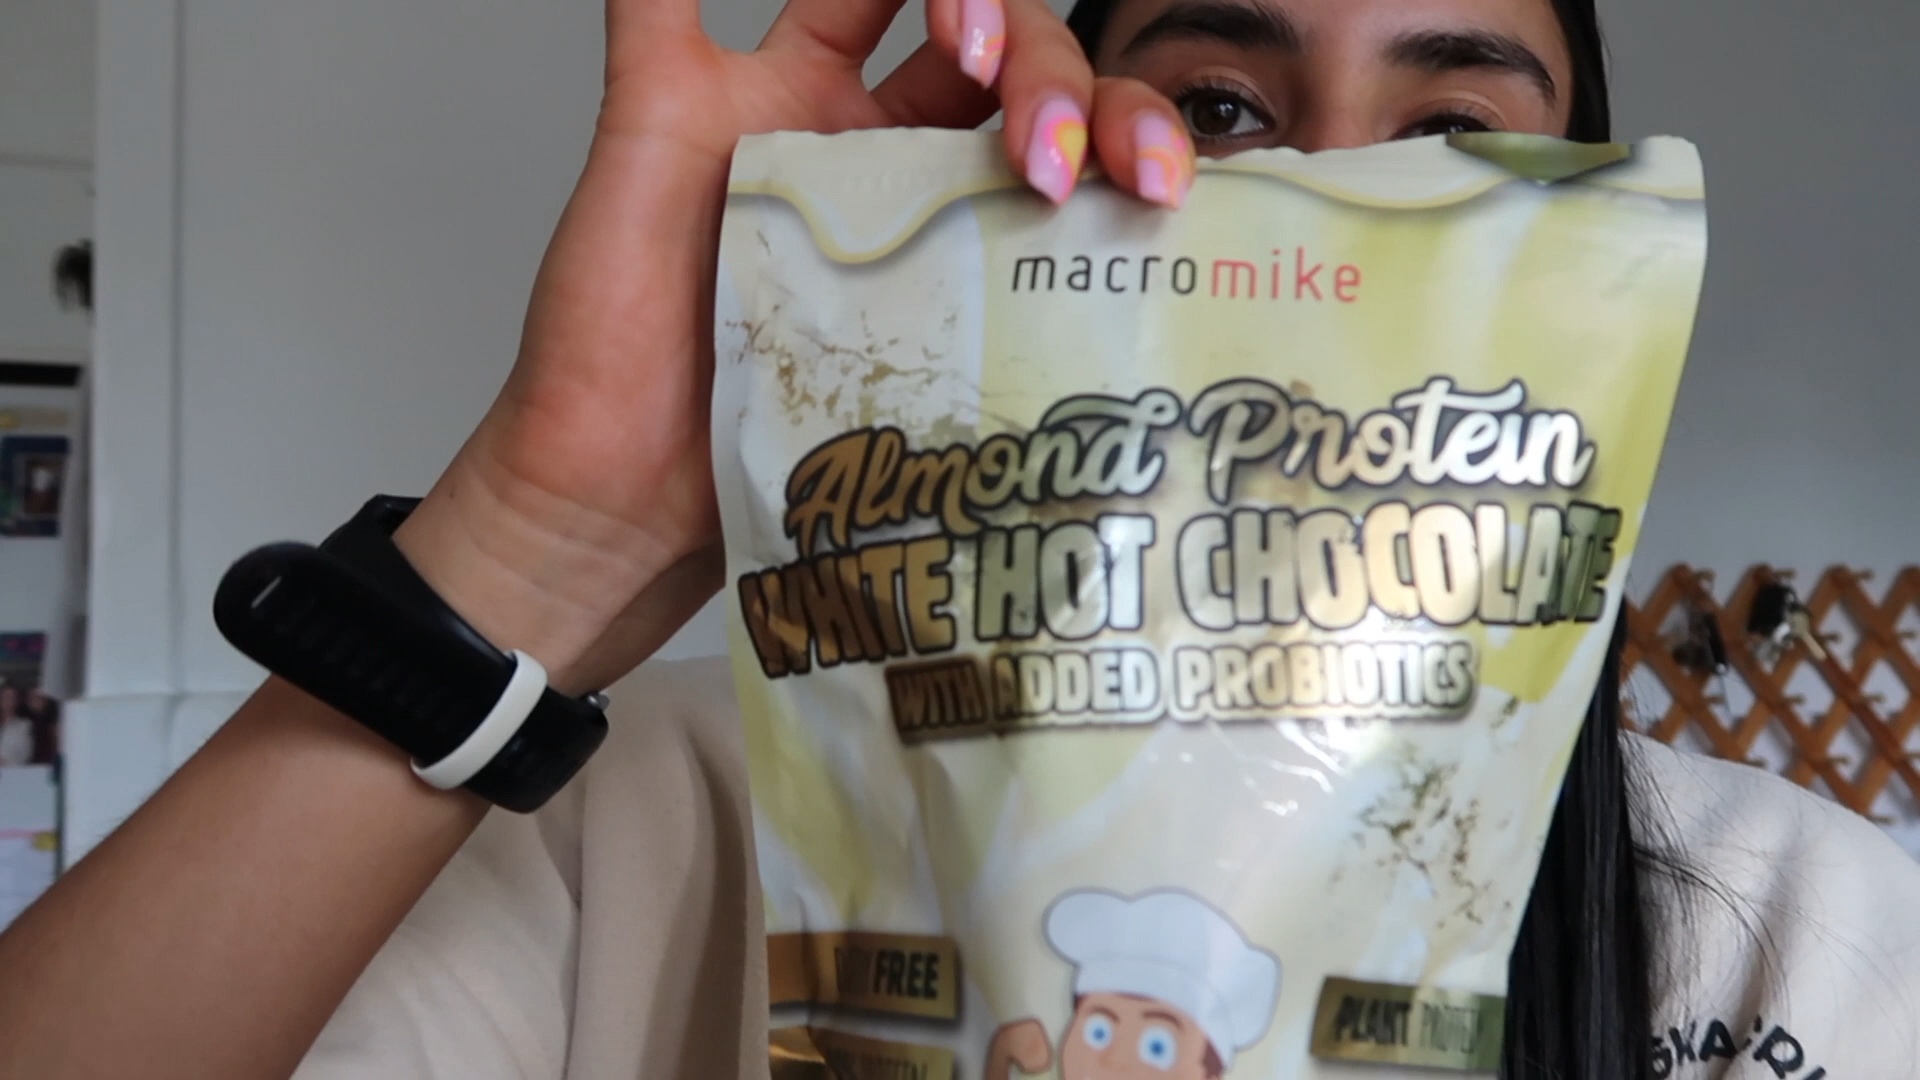 macromike
Almond Protein
WHITE HOT CHOCOLATE
WITH ADDED PROBIOTICS
FREE
PLANT PROTEIN